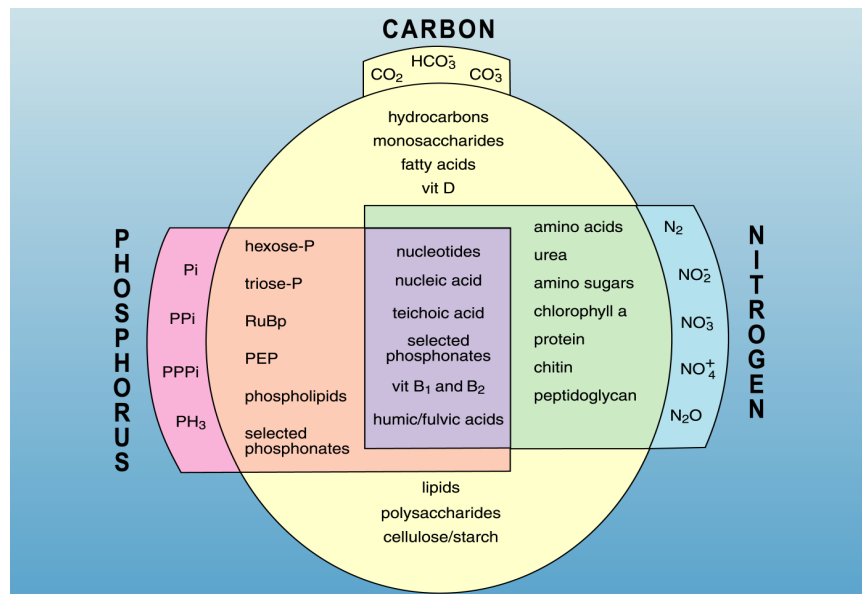 CARBON
HCO₃⁻
CO₂
CO₃⁻
hydrocarbons
monosaccharides
fatty acids
vit D
PHOSPHORUS
Pi
PPi
PPPi
PH₃
hexose-P
triose-P
RuBp
PEP
phospholipids
selected
phosphonates
nucleotides
nucleic acid
teichoic acid
selected
phosphonates
vit B₁ and B₂
humic/fulvic acids
amino acids
urea
amino sugars
chlorophyll a
protein
chitin
peptidoglycan
N₂
NO₂⁻
NO₃⁻
NO₄⁺
N₂O
NITROGEN
lipids
polysaccharides
cellulose/starch